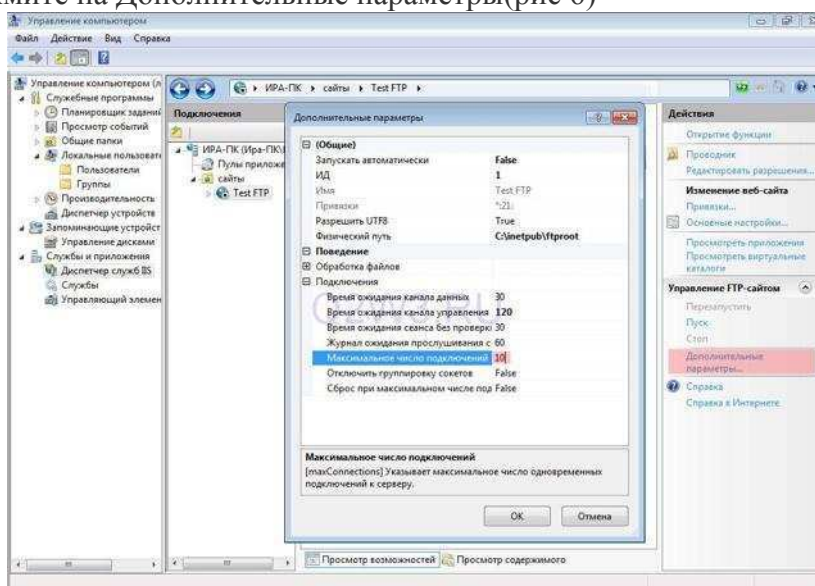 мите на Дополнительные параметры(рис 6)
Управление компьютером
Файл Действие Вид Справка
Управление компьютером (л
Служебные программы
Планировщик заданий
Просмотр событий
Общие папки
Локальные пользовате
Пользователи
Группы
Производительность
Диспетчер устройств
Запоминающие устройст
Управление дисками
Службы и приложения
Диспетчер служб IIS
Службы
Управляющий элемен
ИРА-ПК сайты Test FTP
Подключения
ИРА-ПК (Ира-ПК\
Пулы приложе
сайты
Test FTP
Дополнительные параметры
(Общие)
Запускать автоматически False
ИД 1
Имя Test FTP
Привязки *:21:
Разрешить UTF8 True
Физический путь C:\inetpub\ftproot
Поведение
Обработка файлов
Подключения
Время ожидания канала данных 30
Время ожидания канала управления 120
Время ожидания сеанса без проверкі 30
Журнал ожидания прослушивания с 60
Максимальное число подключений 10
Отключить группировку сокетов False
Сброс при максимальном числе под False
Максимальное число подключений
[maxConnections] Указывает максимальное число одновременных
подключений к серверу.
OK Отмена
Просмотр возможностей Просмотр содержимого
Действия
Открытие функции
Проводник
Редактировать разрешения...
Изменение веб-сайта
Привязки...
Основные настройки...
Просмотреть приложения
Просмотреть виртуальные
каталоги
Управление FTP-сайтом
Перезапустить
Пуск
Стоп
Дополнительные
параметры...
Справка
Справка в Интернете